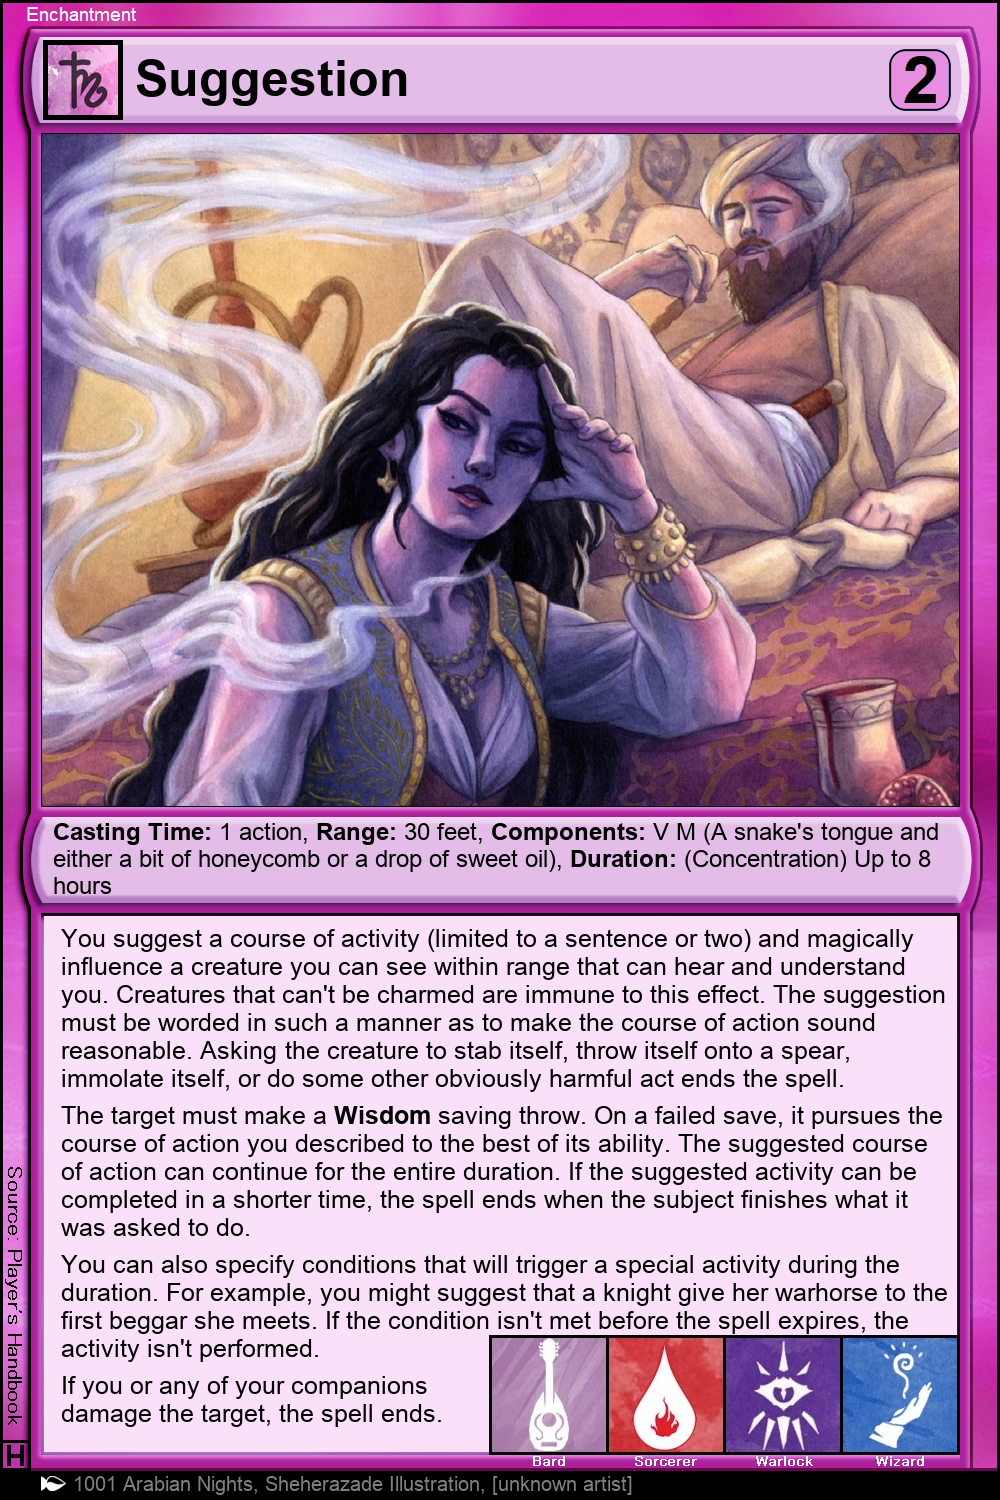 Enchantment
Suggestion
2
Casting Time: 1 action, Range: 30 feet, Components: V M (A snake's tongue and
either a bit of honeycomb or a drop of sweet oil), Duration: (Concentration) Up to 8
hours
You suggest a course of activity (limited to a sentence or two) and magically
influence a creature you can see within range that can hear and understand
you. Creatures that can't be charmed are immune to this effect. The suggestion
must be worded in such a manner as to make the course of action sound
reasonable. Asking the creature to stab itself, throw itself onto a spear,
immolate itself, or do some other obviously harmful act ends the spell.
The target must make a Wisdom saving throw. On a failed save, it pursues the
course of action you described to the best of its ability. The suggested course
of action can continue for the entire duration. If the suggested activity can be
completed in a shorter time, the spell ends when the subject finishes what it
was asked to do.
You can also specify conditions that will trigger a special activity during the
duration. For example, you might suggest that a knight give her warhorse to the
first beggar she meets. If the condition isn't met before the spell expires, the
activity isn't performed.
If you or any of your companions
damage the target, the spell ends.
Bard
Sorcerer
Warlock
Wizard
Source: Player's Handbook
H
1001 Arabian Nights, Sheherazade Illustration, [unknown artist]